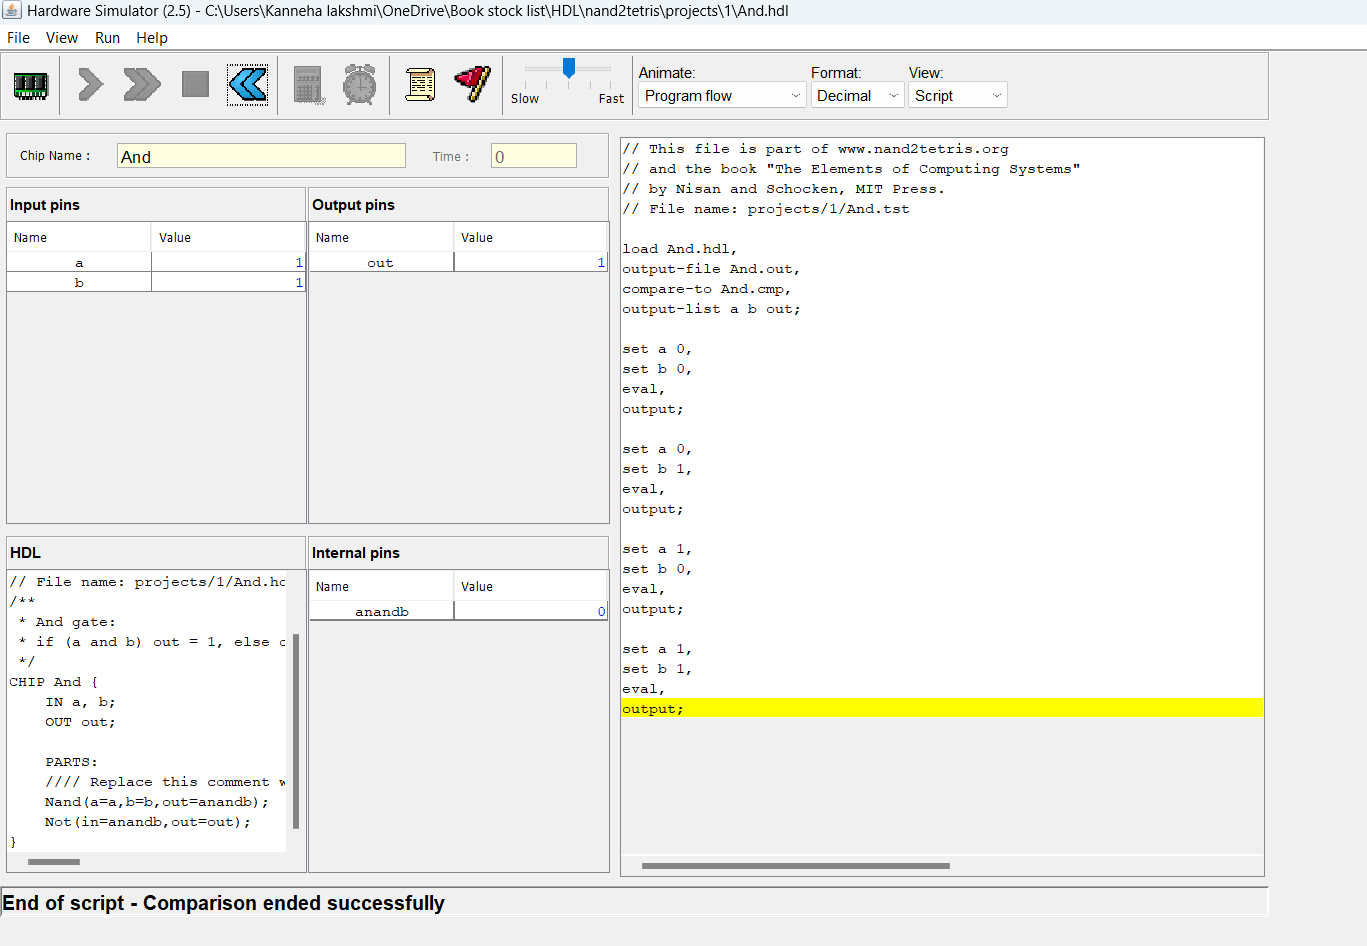 Hardware Simulator (2.5) - C:\Users\Kanneha lakshmi\OneDrive\Book stock list\HDL\nand2tetris\projects\1\And.hdl
File View Run Help
Slow Fast
Animate: Format: View:
Program flow Decimal Script
Chip Name : And Time : 0
Input pins
Name Value
a 1
b 1
Output pins
Name Value
out 1
HDL
// File name: projects/1/And.hd
/**
 * And gate:
 * if (a and b) out = 1, else o
 */
CHIP And {
    IN a, b;
    OUT out;
    PARTS:
    //// Replace this comment w
    Nand(a=a,b=b,out=anandb);
    Not(in=anandb,out=out);
}
Internal pins
Name Value
anandb 0
// This file is part of www.nand2tetris.org
// and the book "The Elements of Computing Systems"
// by Nisan and Schocken, MIT Press.
// File name: projects/1/And.tst
load And.hdl,
output-file And.out,
compare-to And.cmp,
output-list a b out;
set a 0,
set b 0,
eval,
output;
set a 0,
set b 1,
eval,
output;
set a 1,
set b 0,
eval,
output;
set a 1,
set b 1,
eval,
output;
End of script - Comparison ended successfully